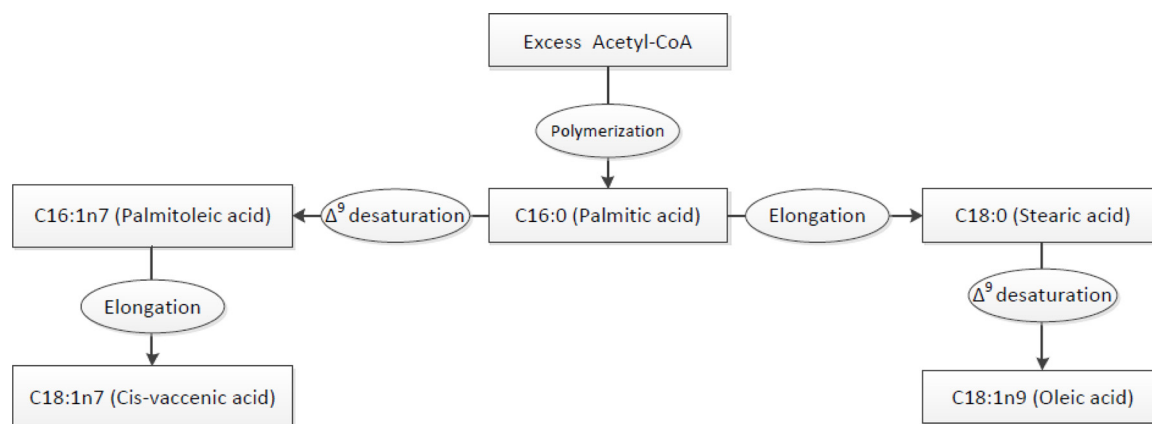 Excess Acetyl-CoA
Polymerization
C16:1n7 (Palmitoleic acid)
Δ⁹ desaturation
C16:0 (Palmitic acid)
Elongation
C18:0 (Stearic acid)
Elongation
Δ⁹ desaturation
C18:1n7 (Cis-vaccenic acid)
C18:1n9 (Oleic acid)